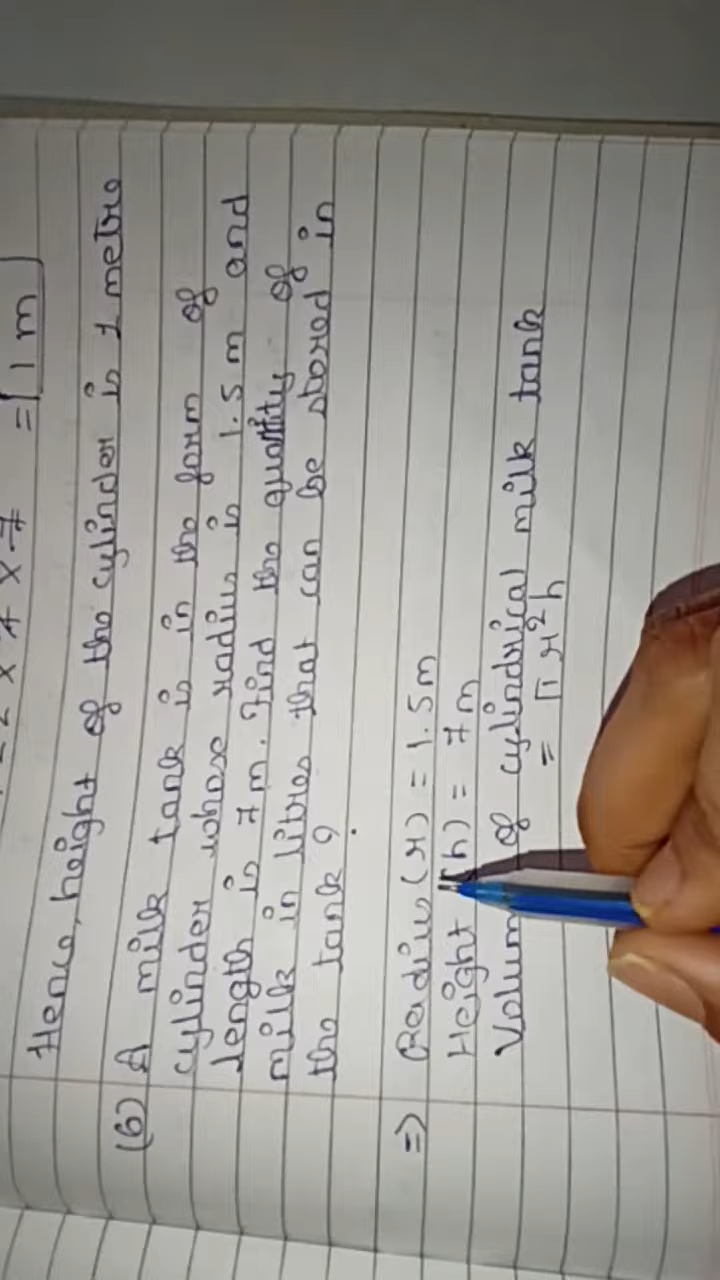 = 1 m
Hence, height of the cylinder is 1 metre
(6) A milk tank is in the form of
cylinder whose radius is 1.5 m and
length is 7 m. Find the quantity of
milk in litres that can be stored in
the tank ?
=) Radius (r) = 1.5 m
Height (h) = 7 m
Volum of cylindrical milk tank
= πr²h